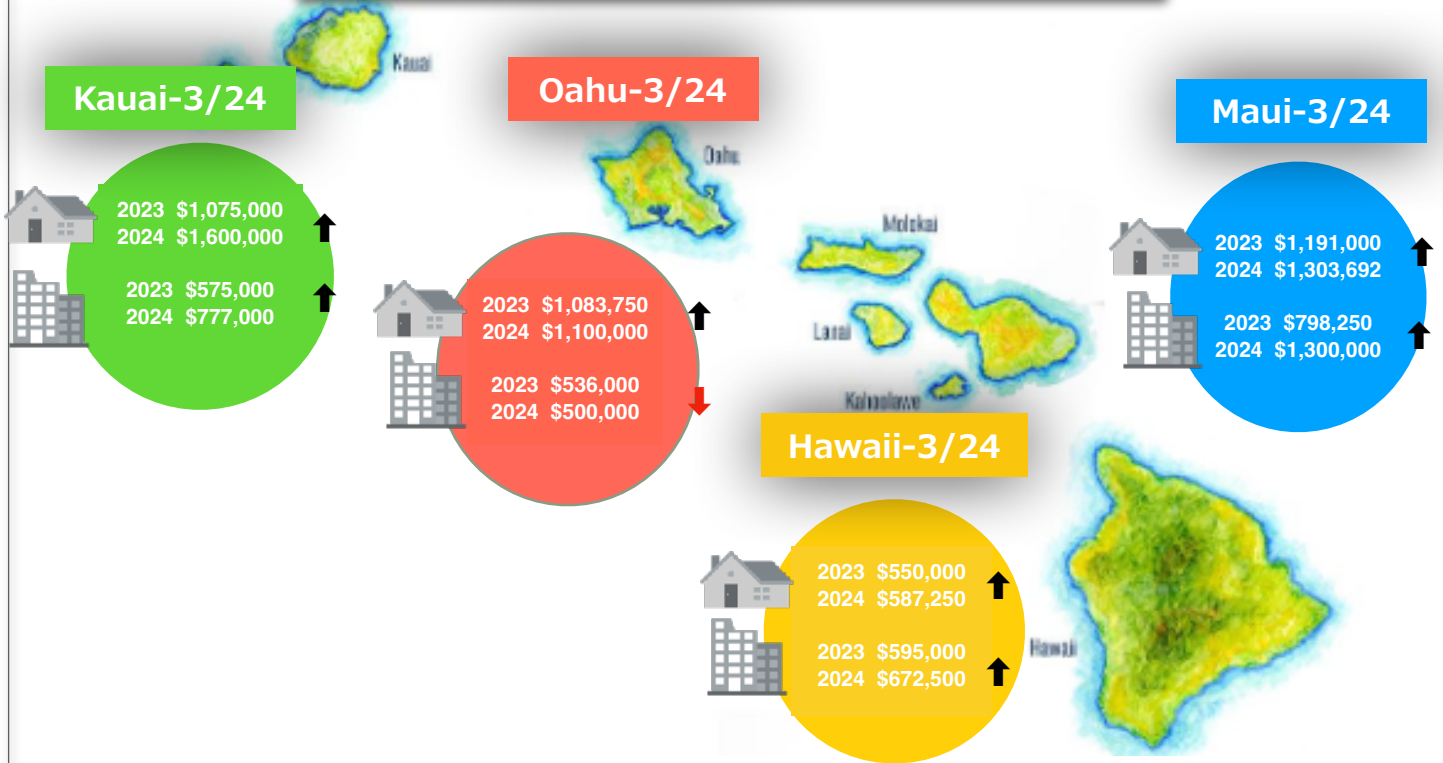 Kauai
Kauai-3/24
2023 $1,075,000
2024 $1,600,000
2023 $575,000
2024 $777,000
Oahu-3/24
Oahu
2023 $1,083,750
2024 $1,100,000
2023 $536,000
2024 $500,000
Molokai
Lanai
Kahoolawe
Maui-3/24
2023 $1,191,000
2024 $1,303,692
2023 $798,250
2024 $1,300,000
Hawaii-3/24
2023 $550,000
2024 $587,250
2023 $595,000
2024 $672,500
Hawaii